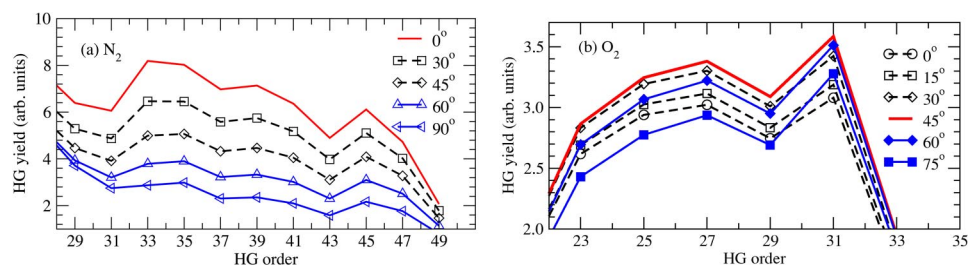 (a) N2
HG yield (arb. units)
10
8
6
4
2
0°
30°
45°
60°
90°
29 31 33 35 37 39 41 43 45 47 49
HG order
(b) O2
HG yield (arb. units)
3.5
3.0
2.5
2.0
0°
15°
30°
45°
60°
75°
23 25 27 29 31 33 35
HG order